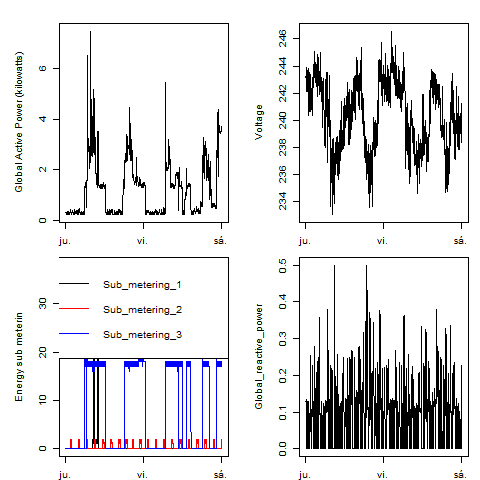 Global Active Power (kilowatts)
0 2 4 6
ju. vi. sá.
Voltage
234 236 238 240 242 244 246
ju. vi. sá.
Energy sub meterin
0 10 20 30
Sub_metering_1
Sub_metering_2
Sub_metering_3
ju. vi. sá.
Global_reactive_power
0.0 0.1 0.2 0.3 0.4 0.5
ju. vi. sá.